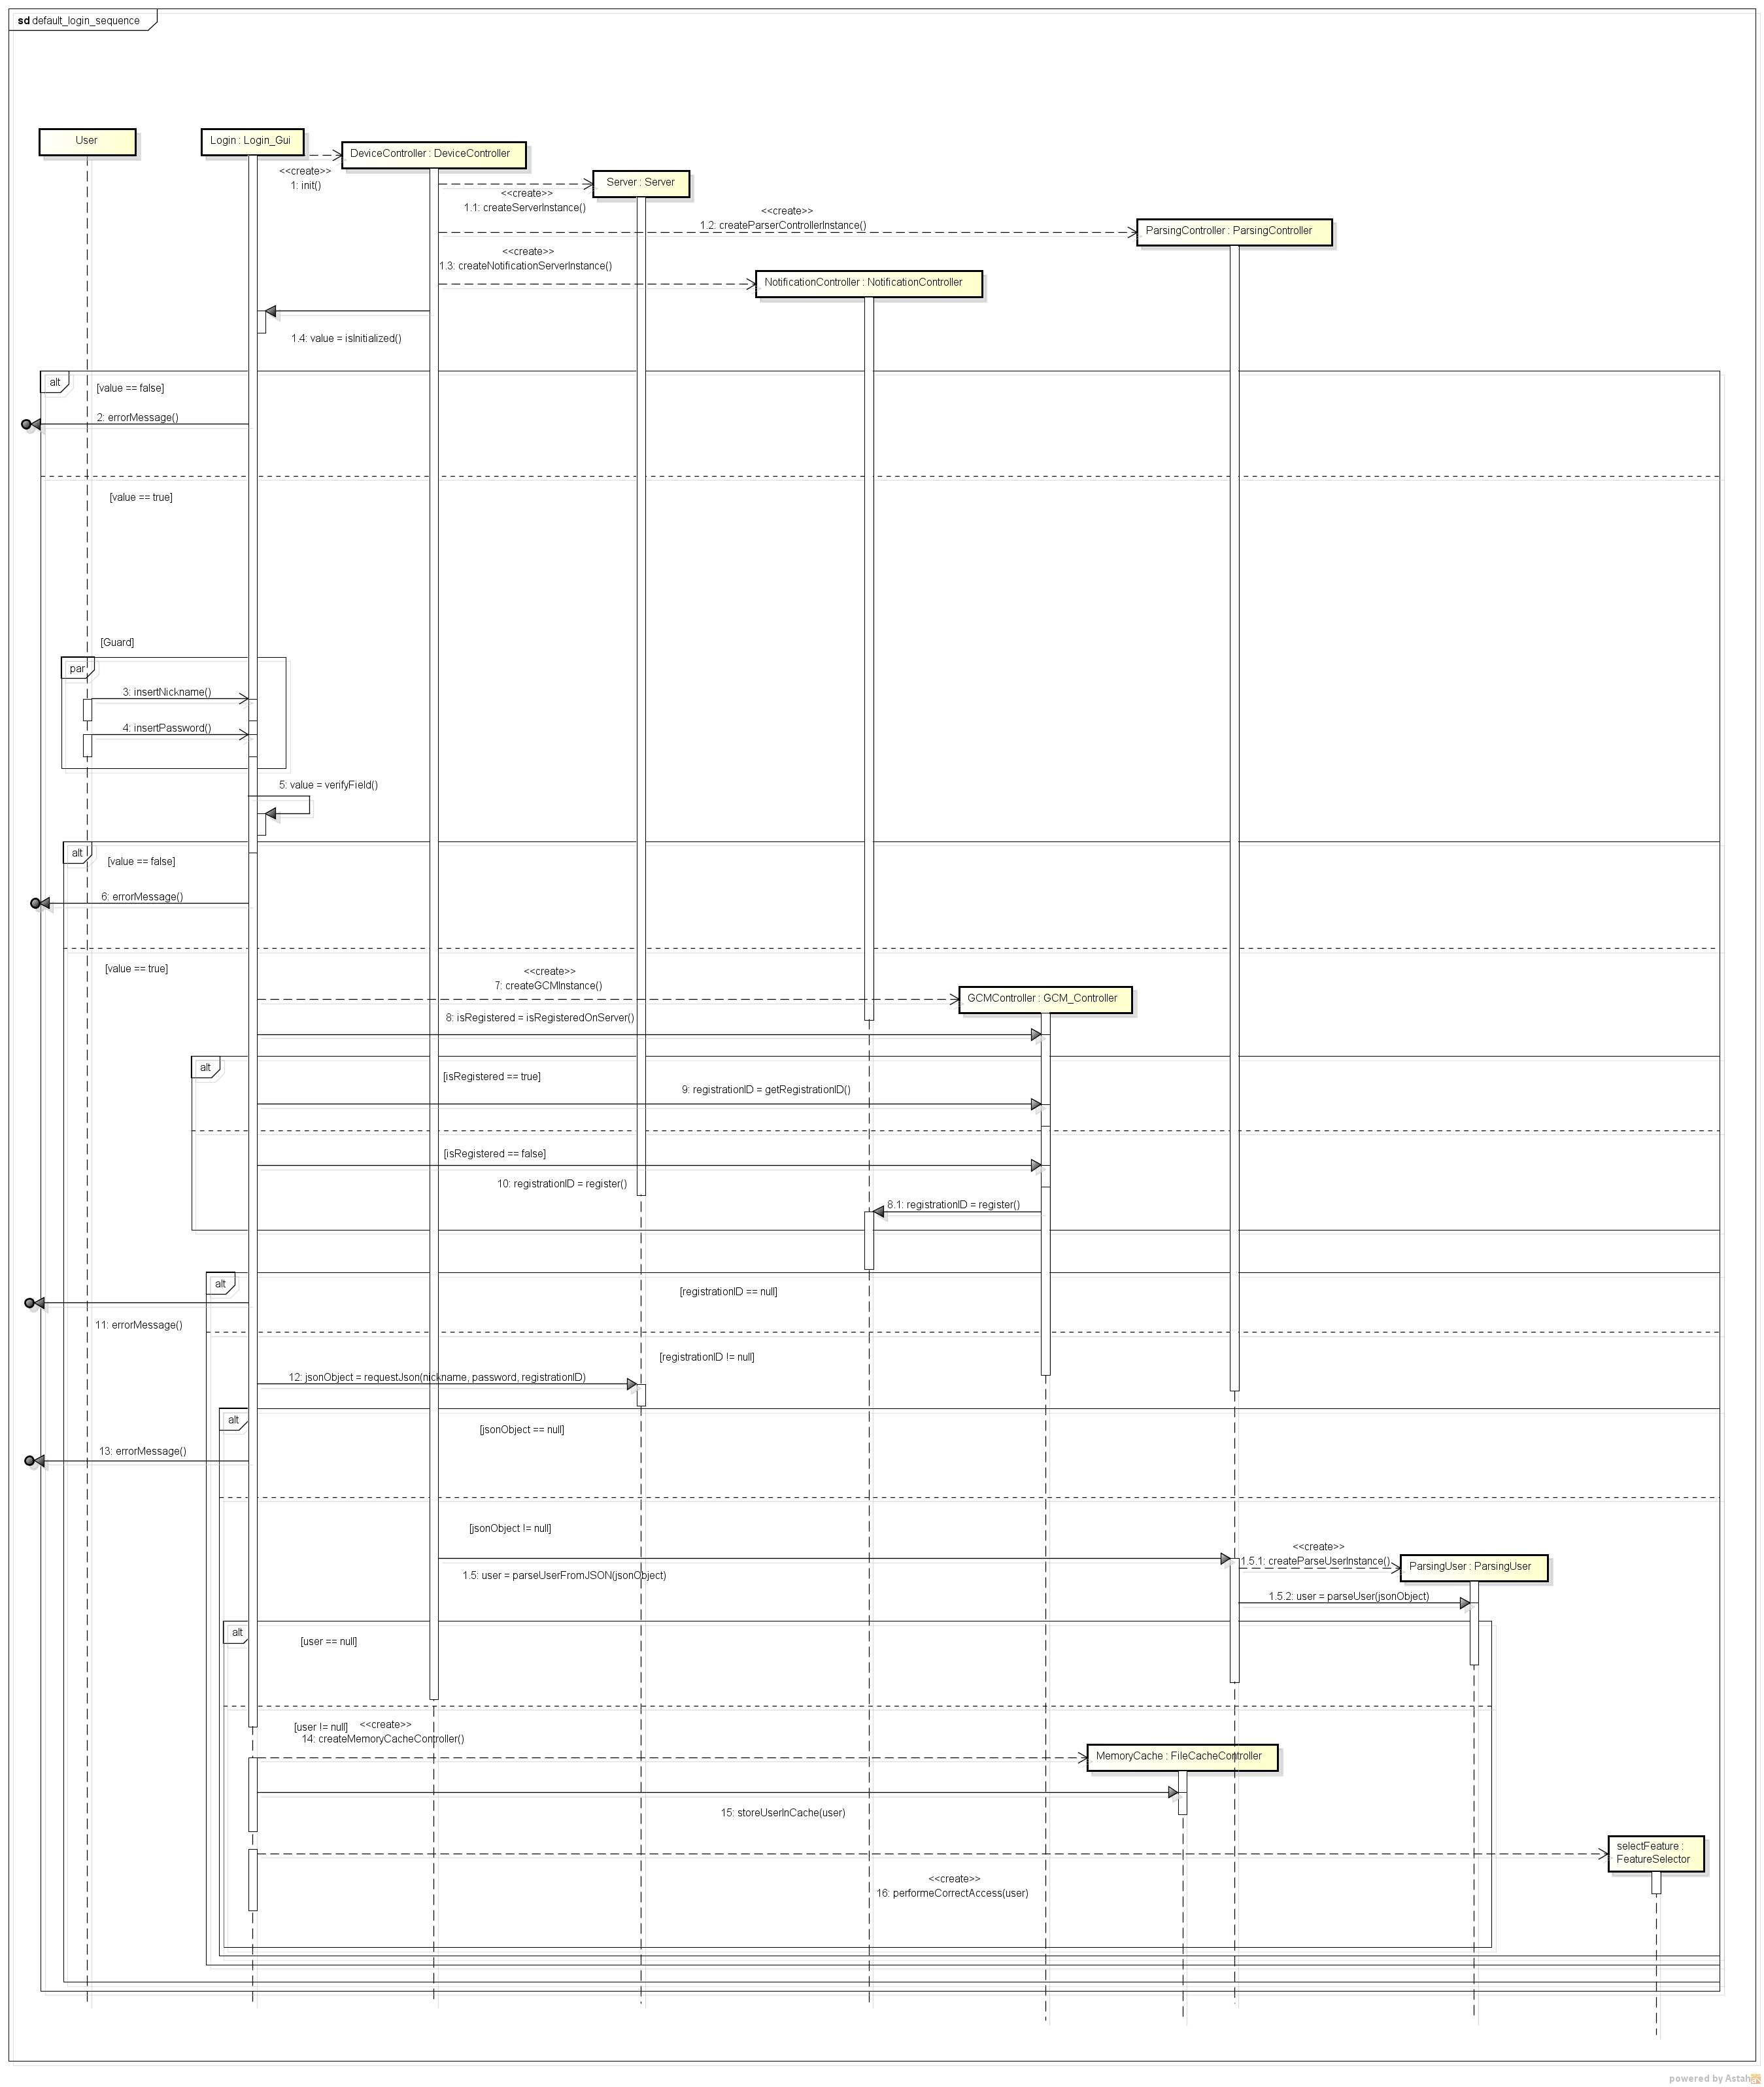 sd default_login_sequence
User
Login : Login_Gui
DeviceController : DeviceController
<<create>>
1: init()
Server : Server
<<create>>
1.1: createServerInstance()
<<create>>
1.2: createParserControllerInstance()
ParsingController : ParsingController
<<create>>
1.3: createNotificationServerInstance()
NotificationController : NotificationController
1.4: value = isInitialized()
alt
[value == false]
2: errorMessage()
[value == true]
[Guard]
par
3: insertNickname()
4: insertPassword()
5: value = verifyField()
alt
[value == false]
6: errorMessage()
[value == true]
<<create>>
7: createGCMInstance()
GCMController : GCM_Controller
8: isRegistered = isRegisteredOnServer()
alt
[isRegistered == true]
9: registrationID = getRegistrationID()
[isRegistered == false]
10: registrationID = register()
8.1: registrationID = register()
alt
[registrationID == null]
11: errorMessage()
[registrationID != null]
12: jsonObject = requestJson(nickname, password, registrationID)
alt
[jsonObject == null]
13: errorMessage()
[jsonObject != null]
<<create>>
1.5.1: createParseUserInstance()
ParsingUser : ParsingUser
1.5: user = parseUserFromJSON(jsonObject)
1.5.2: user = parseUser(jsonObject)
alt
[user == null]
[user != null]
<<create>>
14: createMemoryCacheController()
MemoryCache : FileCacheController
15: storeUserInCache(user)
selectFeature :
FeatureSelector
<<create>>
16: performeCorrectAccess(user)
powered by Astah